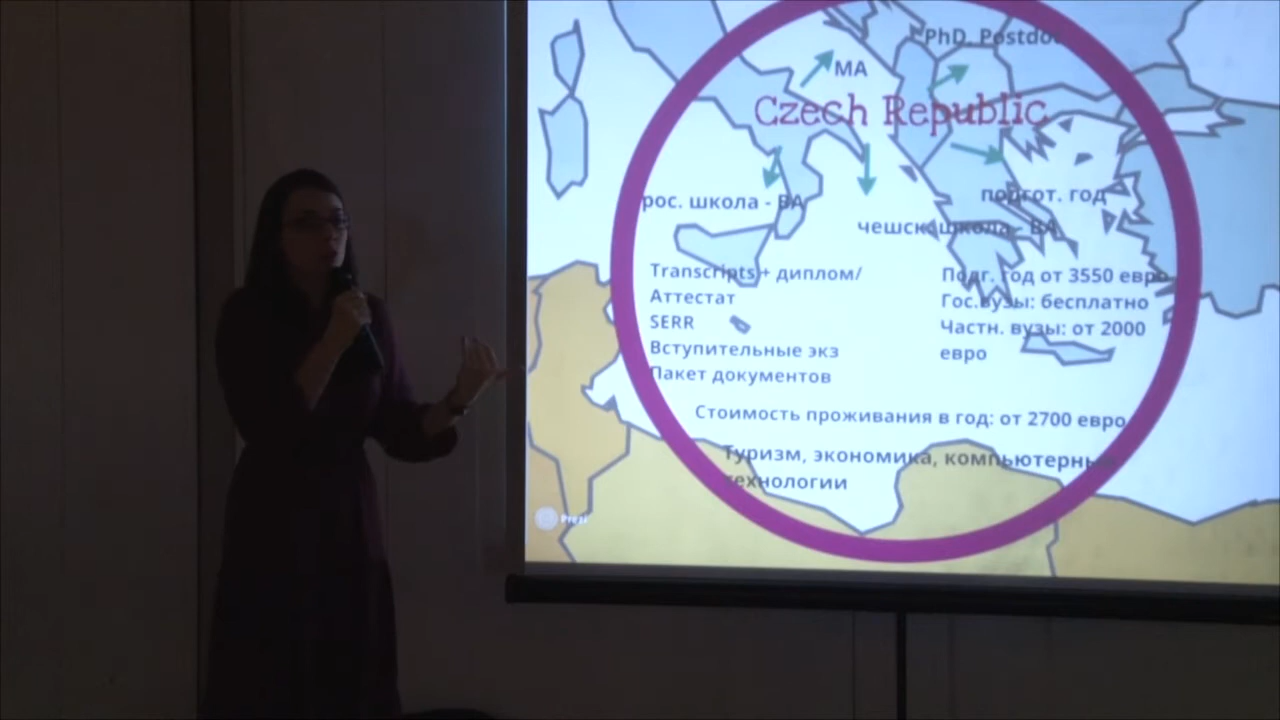 PhD, Postdoc
MA
Czech Republic
рос. школа - BA
подгот. год
чешск. школа - BA
Transcripts + диплом/
Аттестат
SERR
Вступительные экз
Пакет документов
Подг. год от 3550 евро
Гос.вузы: бесплатно
Частн. вузы: от 2000
евро
Стоимость проживания в год: от 2700 евро
Туризм, экономика, компьютерные
технологии
Prezi